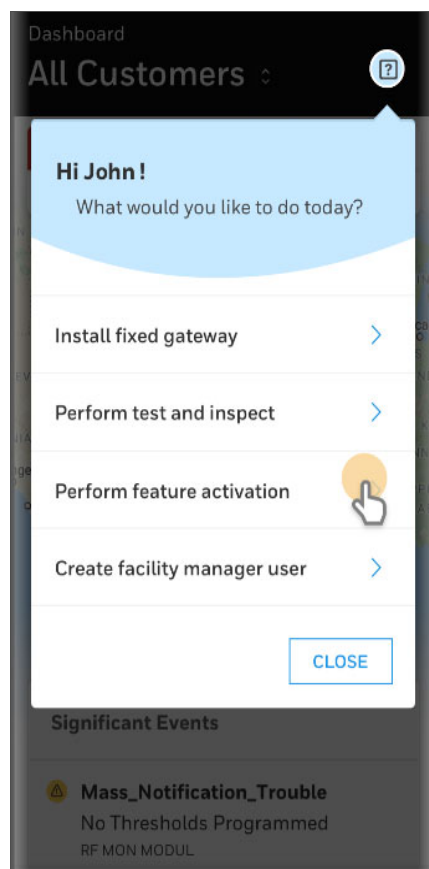 Dashboard
All Customers
?
Hi John!
What would you like to do today?
Install fixed gateway
Perform test and inspect
Perform feature activation
Create facility manager user
CLOSE
Significant Events
Mass_Notification_Trouble
No Thresholds Programmed
RF MON MODUL